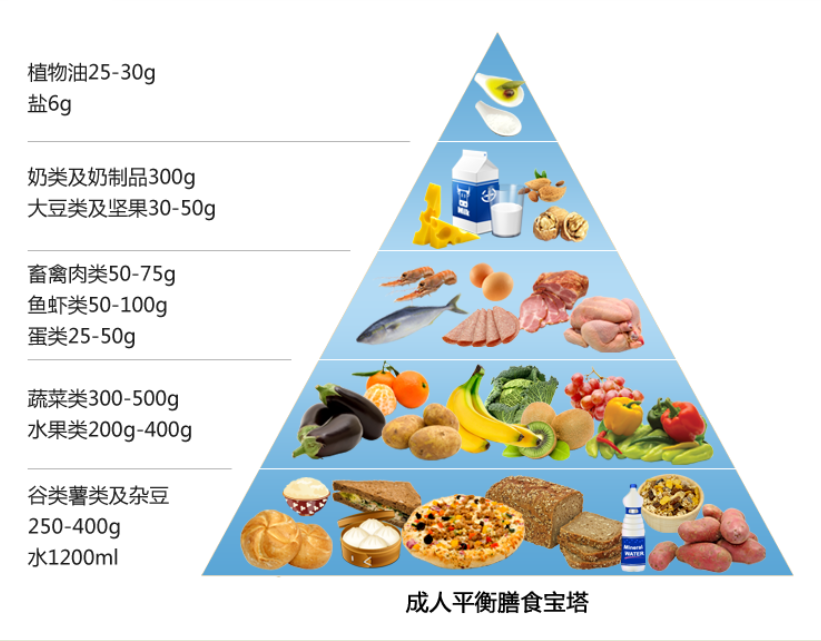 植物油25-30g
盐6g
奶类及奶制品300g
大豆类及坚果30-50g
畜禽肉类50-75g
鱼虾类50-100g
蛋类25-50g
蔬菜类300-500g
水果类200g-400g
谷类薯类及杂豆
250-400g
水1200ml
Mineral
WATER
成人平衡膳食宝塔